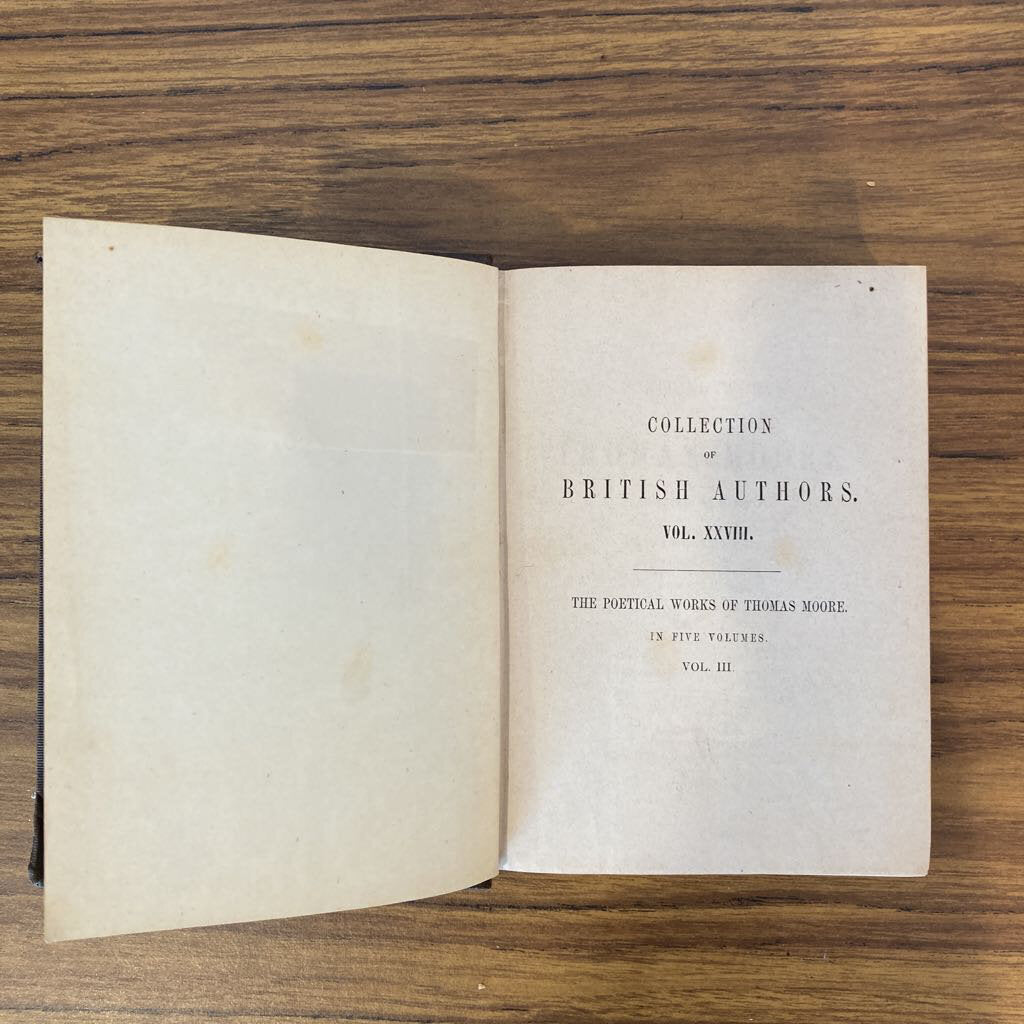 COLLECTION
OF
BRITISH AUTHORS.
VOL. XXVIII.
THE POETICAL WORKS OF THOMAS MOORE.
IN FIVE VOLUMES.
VOL. III.